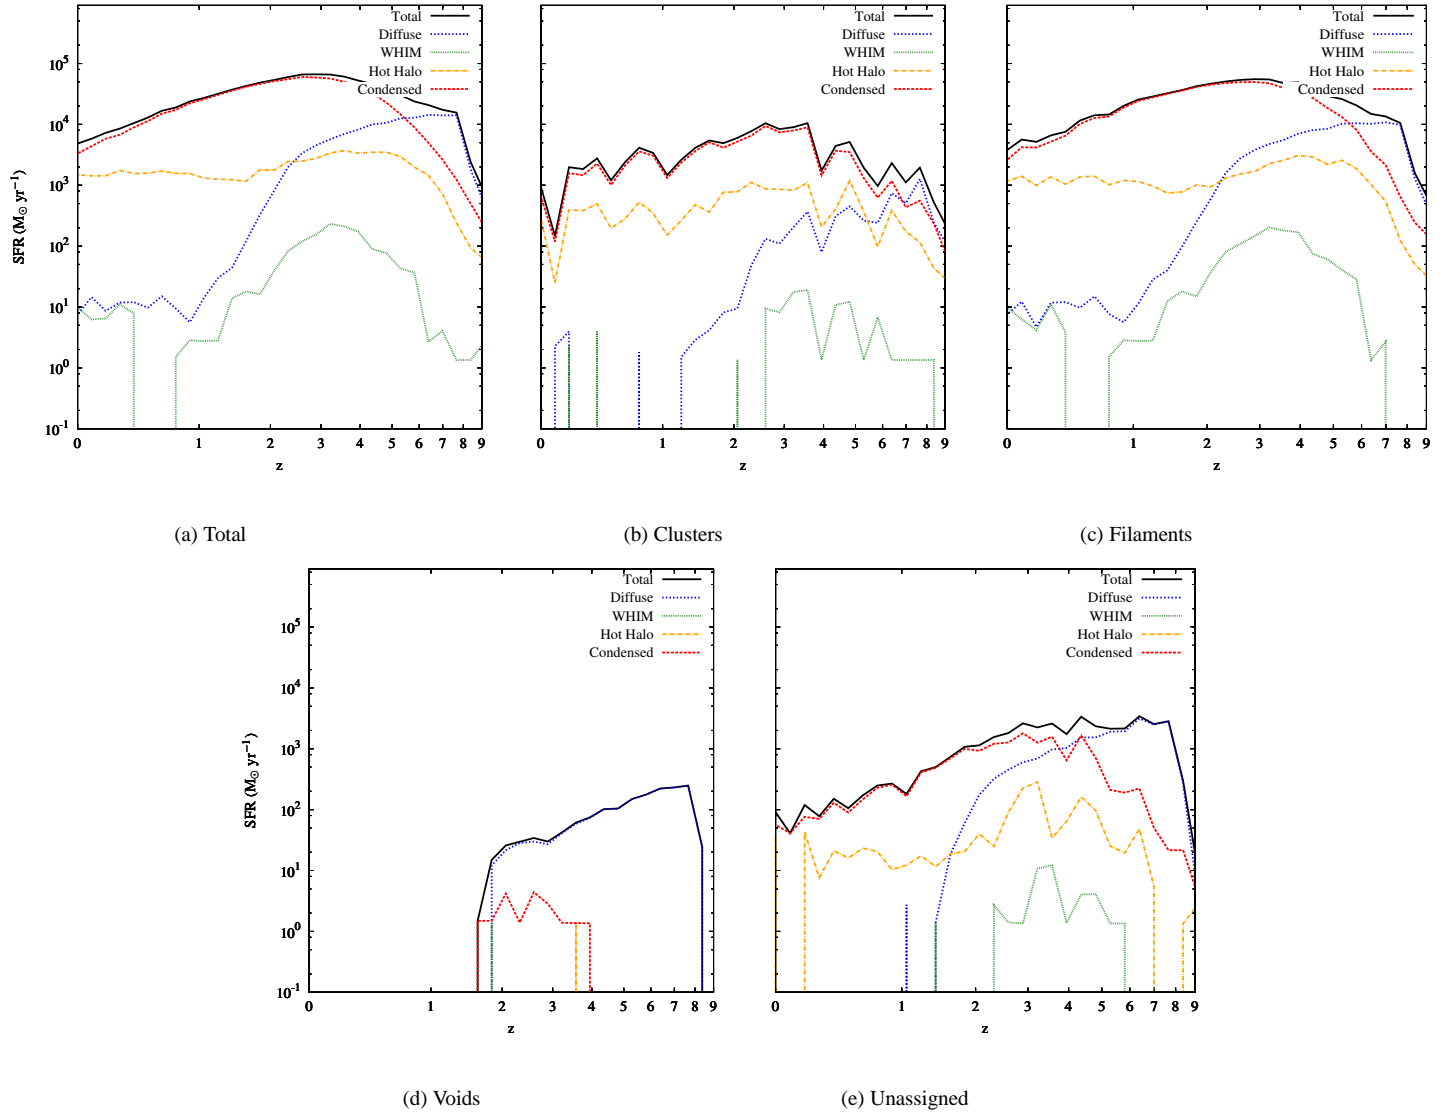 Total
Diffuse
WHIM
Hot Halo
Condensed
10^5
10^4
10^3
10^2
10^1
10^0
10^-1
SFR (M⊙ yr^-1)
0 1 2 3 4 5 6 7 8 9
z
(a) Total
Total
Diffuse
WHIM
Hot Halo
Condensed
0 1 2 3 4 5 6 7 8 9
z
(b) Clusters
Total
Diffuse
WHIM
Hot Halo
Condensed
0 1 2 3 4 5 6 7 8 9
z
(c) Filaments
Total
Diffuse
WHIM
Hot Halo
Condensed
10^5
10^4
10^3
10^2
10^1
10^0
10^-1
SFR (M⊙ yr^-1)
0 1 2 3 4 5 6 7 8 9
z
(d) Voids
Total
Diffuse
WHIM
Hot Halo
Condensed
0 1 2 3 4 5 6 7 8 9
z
(e) Unassigned